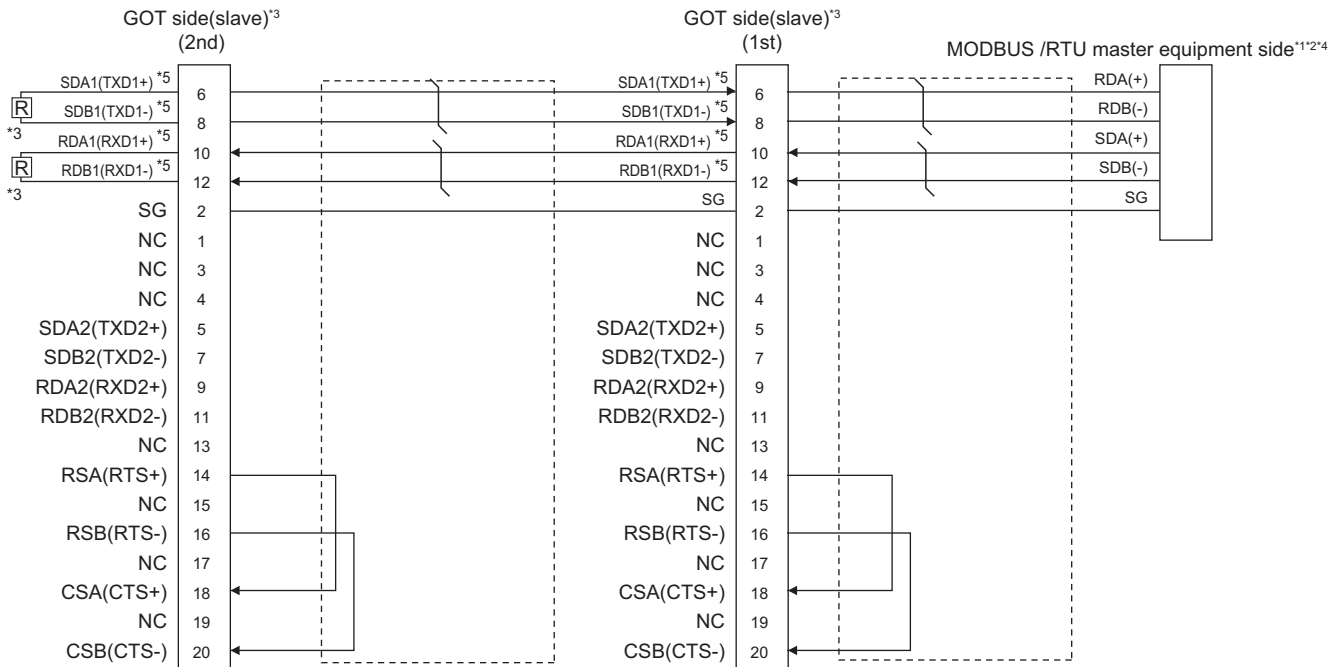 GOT side(slave)*3
(2nd)
GOT side(slave)*3
(1st)
MODBUS /RTU master equipment side*1*2*4
SDA1(TXD1+) *5 6 SDA1(TXD1+) *5 6 RDA(+)
R
*3
SDB1(TXD1-) *5 8 SDB1(TXD1-) *5 8 RDB(-)
RDA1(RXD1+) *5 10 RDA1(RXD1+) *5 10 SDA(+)
R
*3
RDB1(RXD1-) *5 12 RDB1(RXD1-) *5 12 SDB(-)
SG 2 SG 2 SG
NC 1 NC 1
NC 3 NC 3
NC 4 NC 4
SDA2(TXD2+) 5 SDA2(TXD2+) 5
SDB2(TXD2-) 7 SDB2(TXD2-) 7
RDA2(RXD2+) 9 RDA2(RXD2+) 9
RDB2(RXD2-) 11 RDB2(RXD2-) 11
NC 13 NC 13
RSA(RTS+) 14 RSA(RTS+) 14
NC 15 NC 15
RSB(RTS-) 16 RSB(RTS-) 16
NC 17 NC 17
CSA(CTS+) 18 CSA(CTS+) 18
NC 19 NC 19
CSB(CTS-) 20 CSB(CTS-) 20